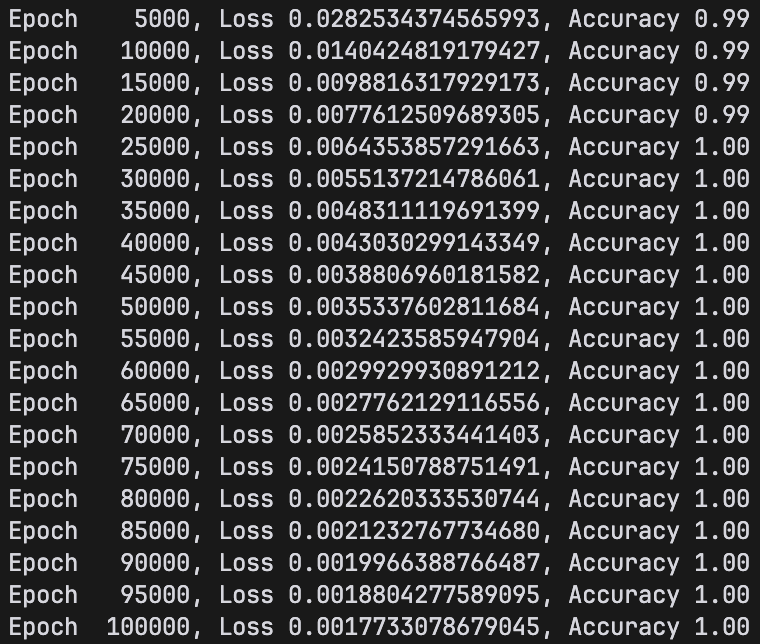 Epoch    5000, Loss 0.0282534374565993, Accuracy 0.99
Epoch   10000, Loss 0.0140424819179427, Accuracy 0.99
Epoch   15000, Loss 0.0098816317929173, Accuracy 0.99
Epoch   20000, Loss 0.0077612509689305, Accuracy 0.99
Epoch   25000, Loss 0.0064353857291663, Accuracy 1.00
Epoch   30000, Loss 0.0055137214786061, Accuracy 1.00
Epoch   35000, Loss 0.0048311119691399, Accuracy 1.00
Epoch   40000, Loss 0.0043030299143349, Accuracy 1.00
Epoch   45000, Loss 0.0038806960181582, Accuracy 1.00
Epoch   50000, Loss 0.0035337602811684, Accuracy 1.00
Epoch   55000, Loss 0.0032423585947904, Accuracy 1.00
Epoch   60000, Loss 0.0029929930891212, Accuracy 1.00
Epoch   65000, Loss 0.0027762129116556, Accuracy 1.00
Epoch   70000, Loss 0.0025852333441403, Accuracy 1.00
Epoch   75000, Loss 0.0024150788751491, Accuracy 1.00
Epoch   80000, Loss 0.0022620333530744, Accuracy 1.00
Epoch   85000, Loss 0.0021232767734680, Accuracy 1.00
Epoch   90000, Loss 0.0019966388766487, Accuracy 1.00
Epoch   95000, Loss 0.0018804277589095, Accuracy 1.00
Epoch  100000, Loss 0.0017733078679045, Accuracy 1.00